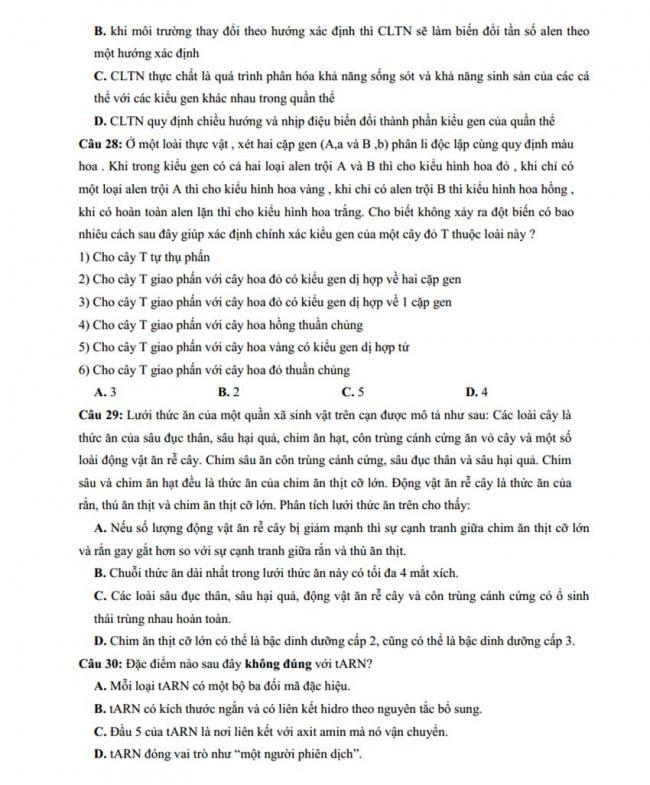 B. khi môi trường thay đổi theo hướng xác định thì CLTN sẽ làm biến đổi tần số alen theo
một hướng xác định
C. CLTN thực chất là quá trình phân hóa khả năng sống sót và khả năng sinh sản của các cá
thể với các kiểu gen khác nhau trong quần thể
D. CLTN quy định chiều hướng và nhịp điệu biến đổi thành phần kiểu gen của quần thể
Câu 28: Ở một loài thực vật , xét hai cặp gen (A,a và B ,b) phân li độc lập cùng quy định màu
hoa . Khi trong kiểu gen có cả hai loại alen trội A và B thì cho kiểu hình hoa đỏ , khi chỉ có
một loại alen trội A thì cho kiểu hình hoa vàng , khi chỉ có alen trội B thì kiểu hình hoa hồng ,
khi có hoàn toàn alen lặn thì cho kiểu hình hoa trắng. Cho biết không xảy ra đột biến có bao
nhiêu cách sau đây giúp xác định chính xác kiểu gen của một cây đỏ T thuộc loài này ?
1) Cho cây T tự thụ phấn
2) Cho cây T giao phấn với cây hoa đỏ có kiểu gen dị hợp về hai cặp gen
3) Cho cây T giao phấn với cây hoa đỏ có kiểu gen dị hợp về 1 cặp gen
4) Cho cây T giao phấn với cây hoa hồng thuần chủng
5) Cho cây T giao phấn với cây hoa vàng có kiểu gen dị hợp tử
6) Cho cây T giao phấn với cây hoa đỏ thuần chủng
A. 3 B. 2 C. 5 D. 4
Câu 29: Lưới thức ăn của một quần xã sinh vật trên cạn được mô tả như sau: Các loài cây là
thức ăn của sâu đục thân, sâu hại quả, chim ăn hạt, côn trùng cánh cứng ăn vỏ cây và một số
loài động vật ăn rễ cây. Chim sâu ăn côn trùng cánh cứng, sâu đục thân và sâu hại quả. Chim
sâu và chim ăn hạt đều là thức ăn của chim ăn thịt cỡ lớn. Động vật ăn rễ cây là thức ăn của
rắn, thú ăn thịt và chim ăn thịt cỡ lớn. Phân tích lưới thức ăn trên cho thấy:
A. Nếu số lượng động vật ăn rễ cây bị giảm mạnh thì sự cạnh tranh giữa chim ăn thịt cỡ lớn
và rắn gay gắt hơn so với sự cạnh tranh giữa rắn và thú ăn thịt.
B. Chuỗi thức ăn dài nhất trong lưới thức ăn này có tối đa 4 mắt xích.
C. Các loài sâu đục thân, sâu hại quả, động vật ăn rễ cây và côn trùng cánh cứng có ổ sinh
thái trùng nhau hoàn toàn.
D. Chim ăn thịt cỡ lớn có thể là bậc dinh dưỡng cấp 2, cũng có thể là bậc dinh dưỡng cấp 3.
Câu 30: Đặc điểm nào sau đây không đúng với tARN?
A. Mỗi loại tARN có một bộ ba đối mã đặc hiệu.
B. tARN có kích thước ngắn và có liên kết hidro theo nguyên tắc bổ sung.
C. Đầu 5 của tARN là nơi liên kết với axit amin mà nó vận chuyển.
D. tARN đóng vai trò như “một người phiên dịch”.